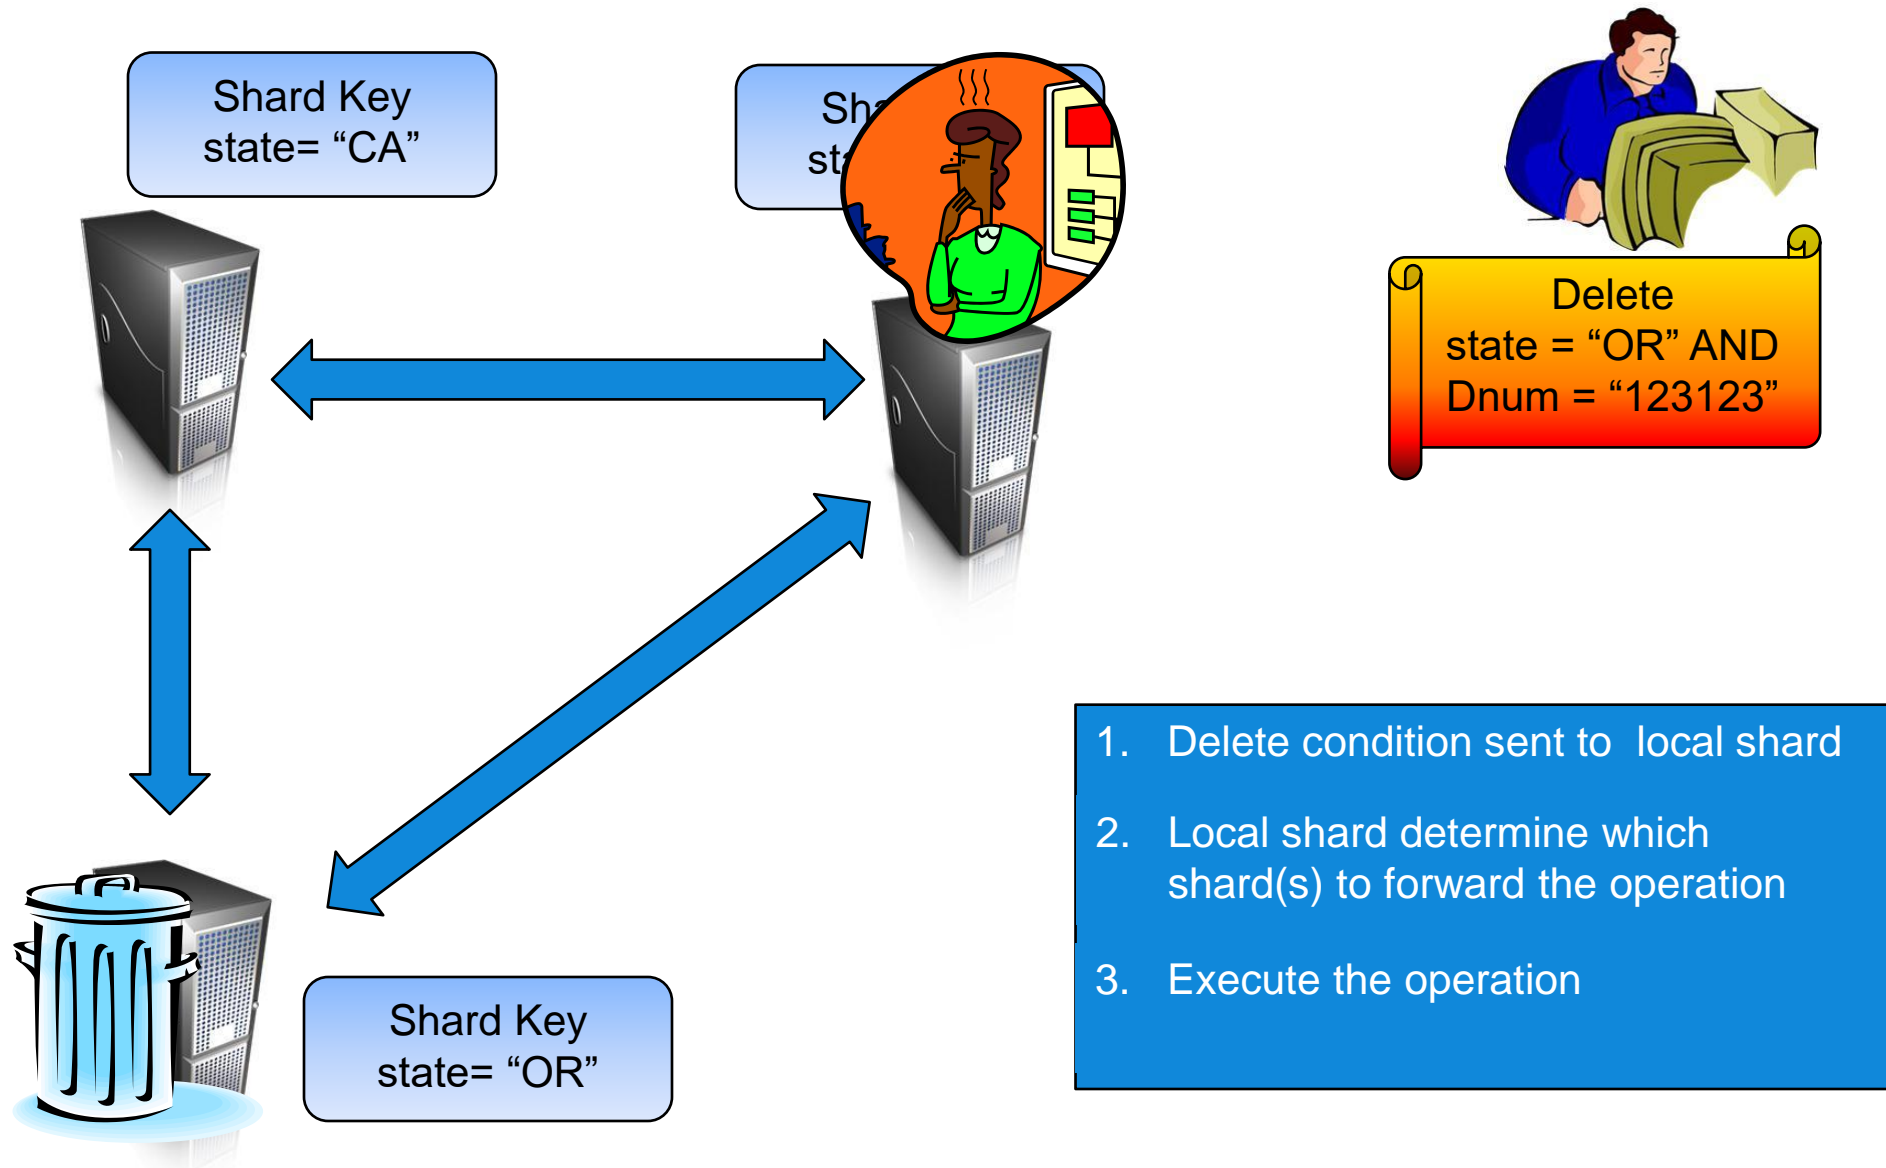 Shard Key
state= “CA”
Delete
state = “OR” AND
Dnum = “123123”
1. Delete condition sent to  local shard
2. Local shard determine which
shard(s) to forward the operation
3. Execute the operation
Shard Key
state= “OR”